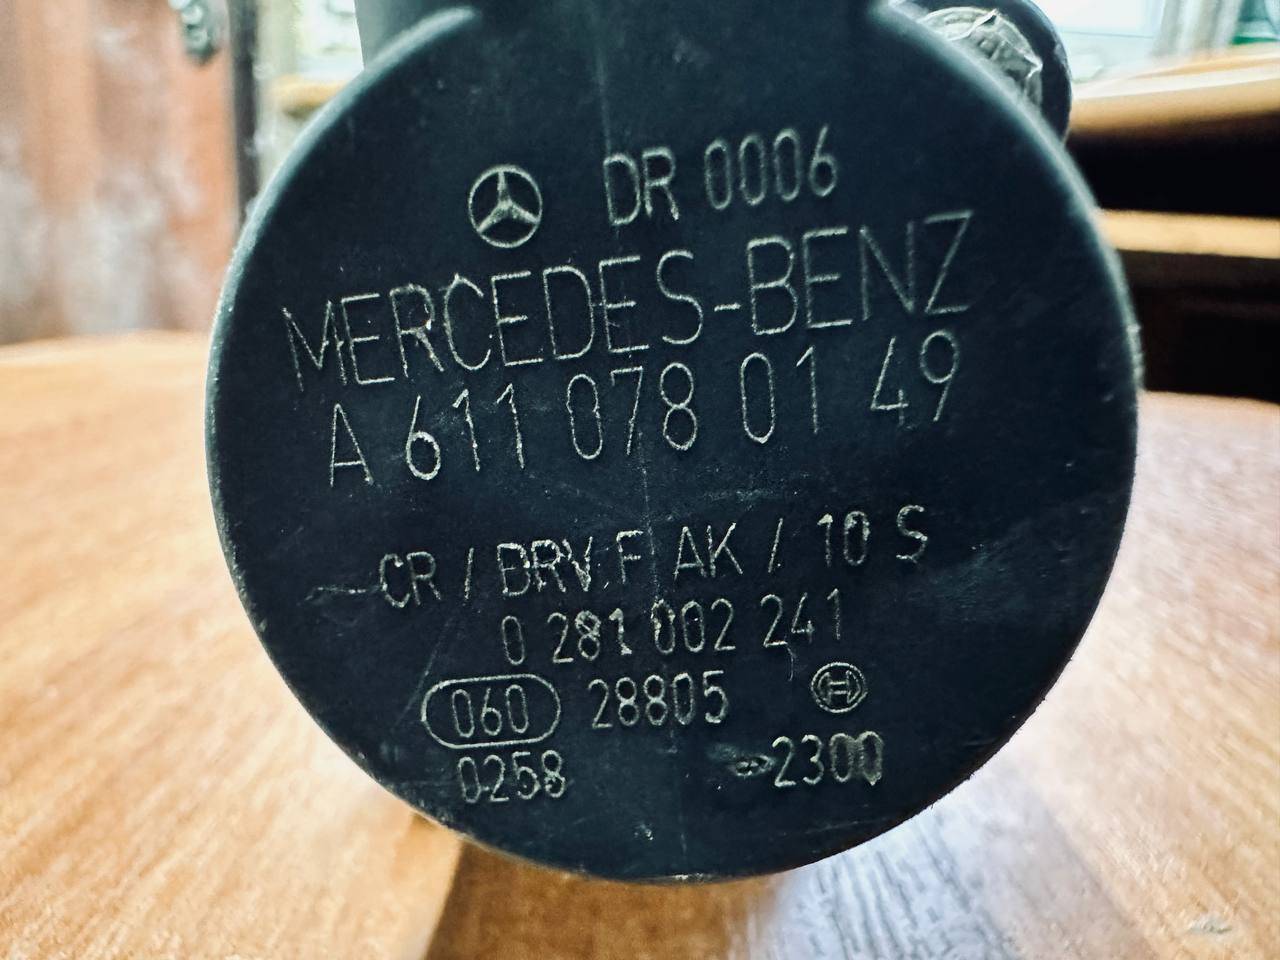 DR 0006
MERCEDES-BENZ
A 611 078 01 49
CR / DRV F AK / 10 S
0 281 002 241
060 28805
0258 2300